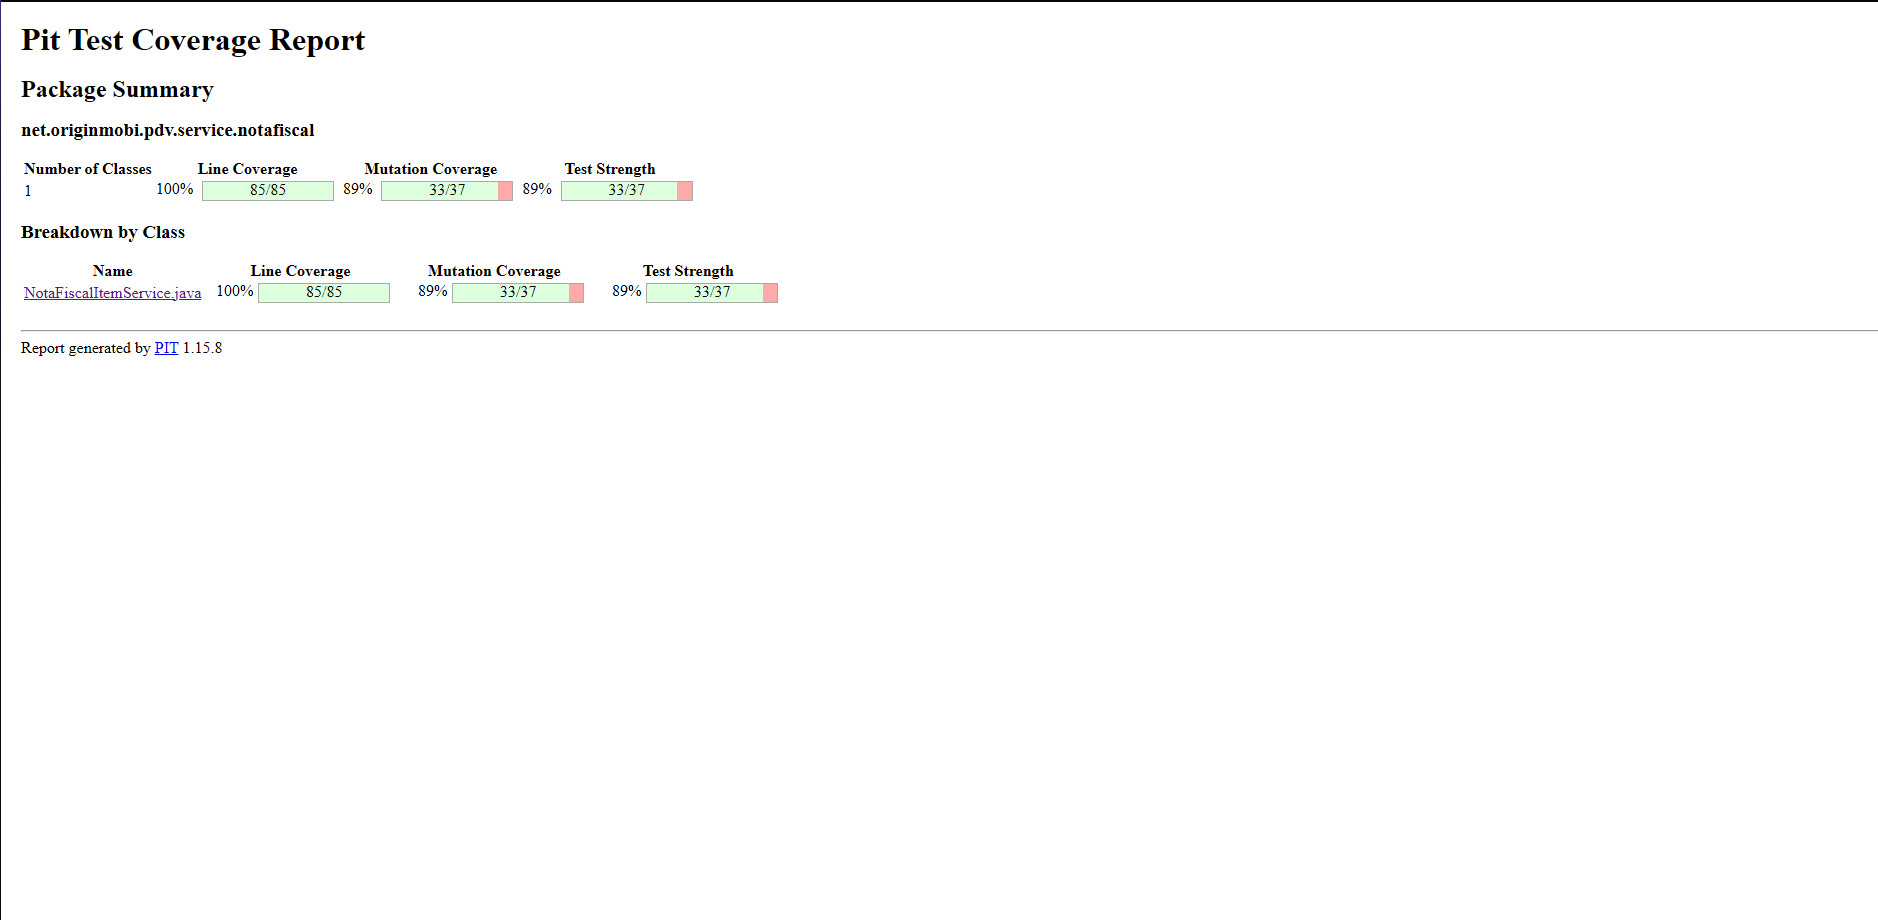 Pit Test Coverage Report
Package Summary
net.originmobi.pdv.service.notafiscal
Number of Classes Line Coverage Mutation Coverage Test Strength
1 100% 85/85 89% 33/37 89% 33/37
Breakdown by Class
Name Line Coverage Mutation Coverage Test Strength
NotaFiscalItemService.java 100% 85/85 89% 33/37 89% 33/37
Report generated by PIT 1.15.8